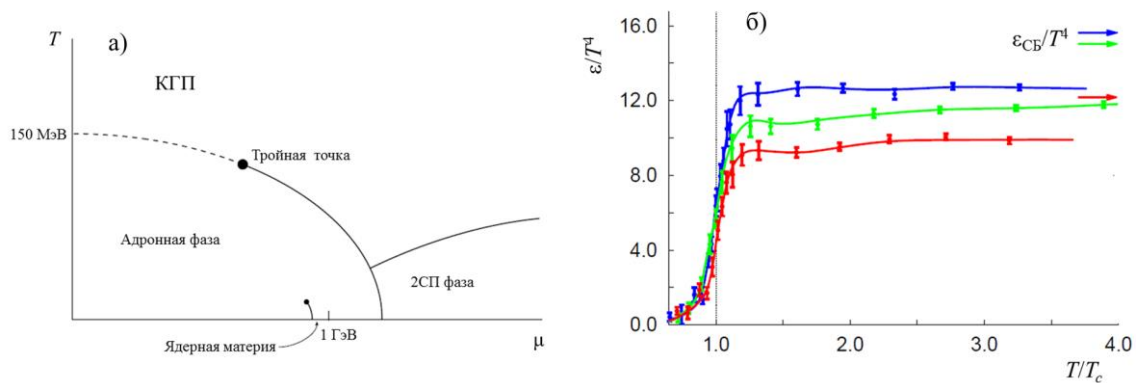 T
а)
КГП
150 МэВ
Тройная точка
Адронная фаза
2СП фаза
1 ГэВ
μ
Ядерная материя
б)
ε/T⁴
16.0
12.0
8.0
4.0
0.0
ε_СБ/T⁴
1.0 2.0 3.0 4.0
T/T_c